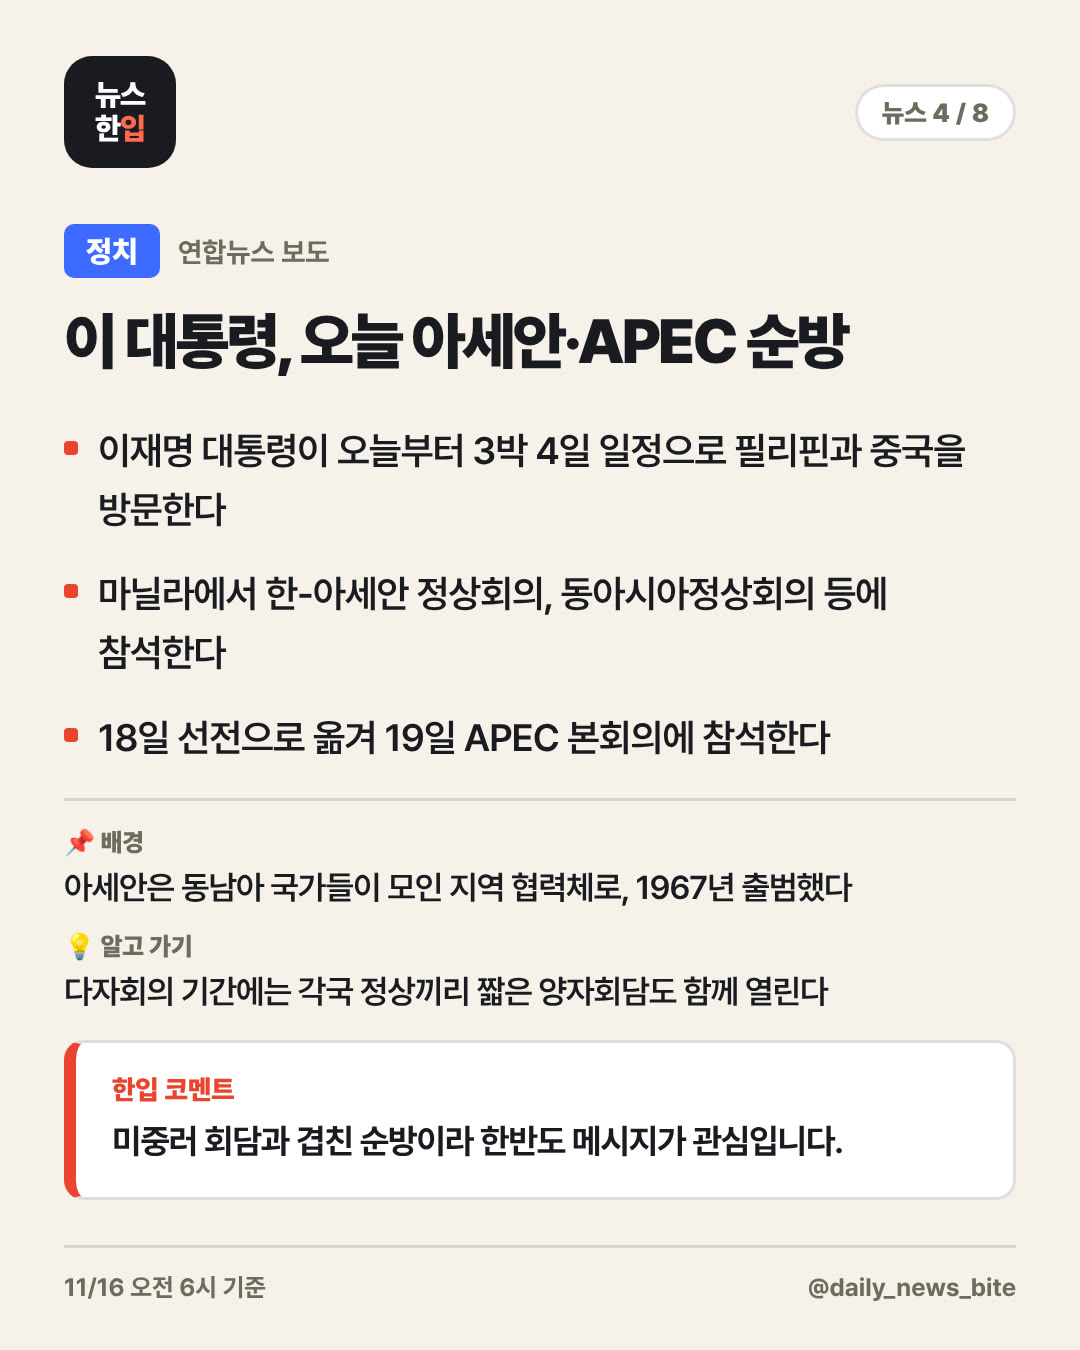 뉴스
한입
뉴스 4 / 8
정치 연합뉴스 보도
이 대통령, 오늘 아세안·APEC 순방
이재명 대통령이 오늘부터 3박 4일 일정으로 필리핀과 중국을
방문한다
마닐라에서 한-아세안 정상회의, 동아시아정상회의 등에
참석한다
18일 선전으로 옮겨 19일 APEC 본회의에 참석한다
📌 배경
아세안은 동남아 국가들이 모인 지역 협력체로, 1967년 출범했다
💡 알고 가기
다자회의 기간에는 각국 정상끼리 짧은 양자회담도 함께 열린다
한입 코멘트
미중러 회담과 겹친 순방이라 한반도 메시지가 관심입니다.
11/16 오전 6시 기준
@daily_news_bite